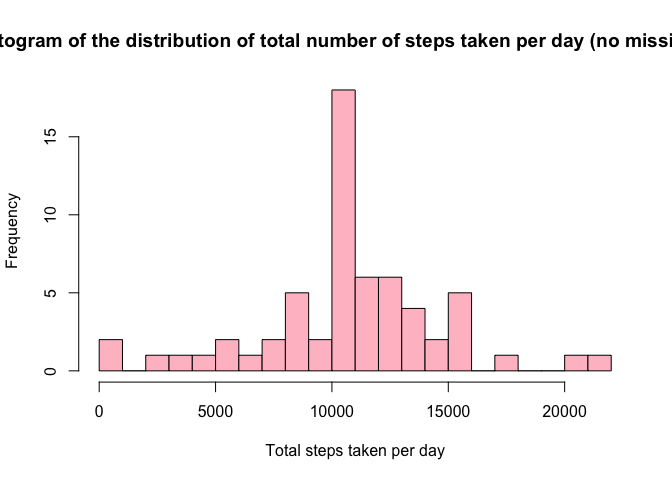 togram of the distribution of total number of steps taken per day (no missi
Frequency
0
5
10
15
0 5000 10000 15000 20000
Total steps taken per day